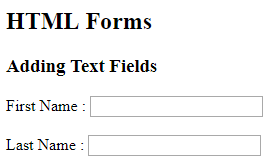 HTML Forms
Adding Text Fields
First Name :
Last Name :